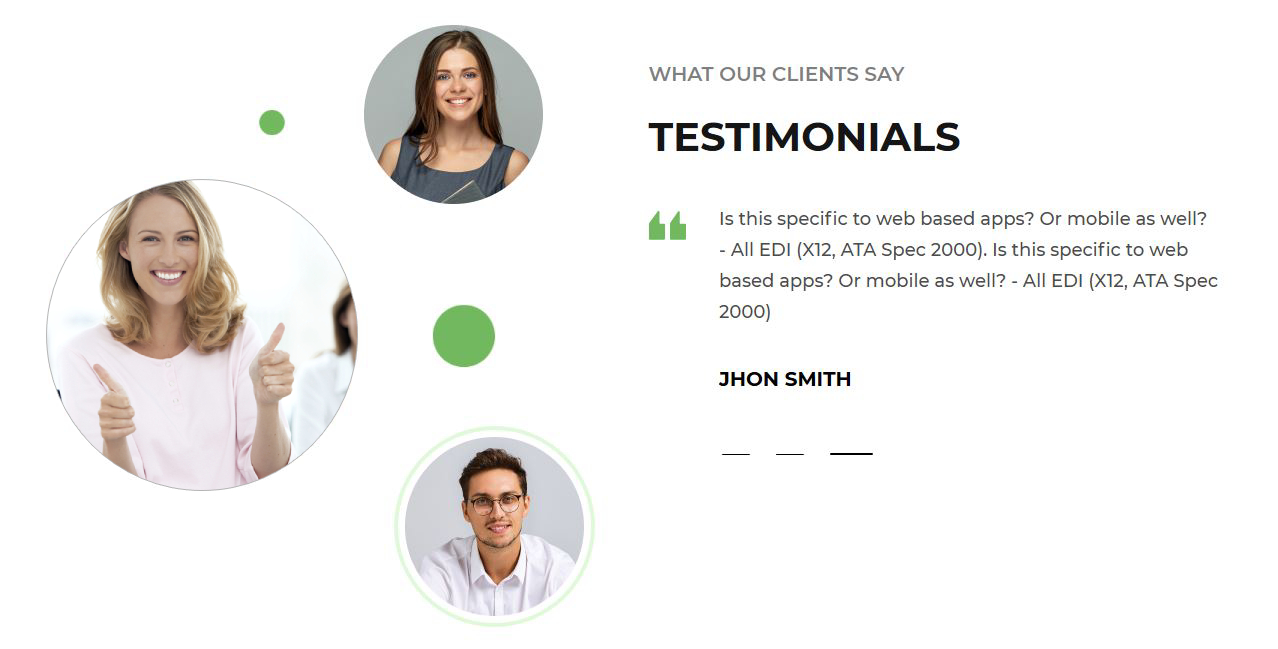 WHAT OUR CLIENTS SAY
TESTIMONIALS
Is this specific to web based apps? Or mobile as well?
- All EDI (X12, ATA Spec 2000). Is this specific to web
based apps? Or mobile as well? - All EDI (X12, ATA Spec
2000)
JHON SMITH